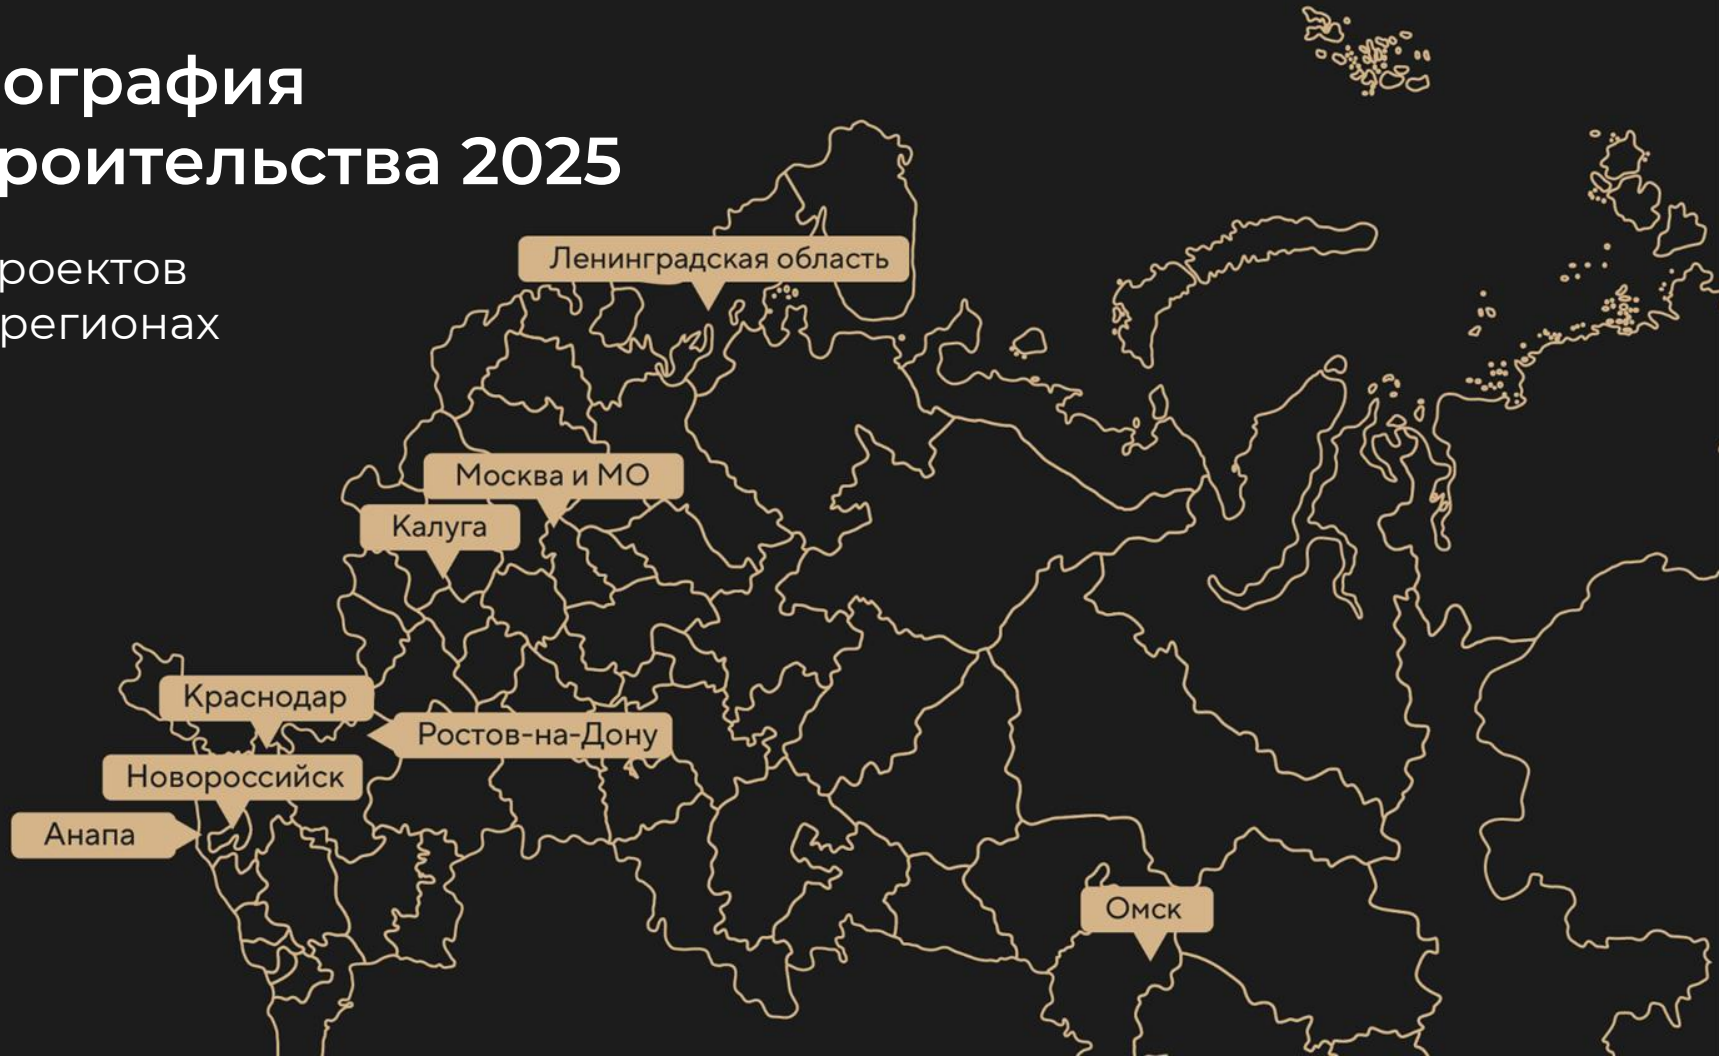 ография
роительства 2025
роектов
регионах
Ленинградская область
Москва и МО
Калуга
Краснодар
Ростов-на-Дону
Новороссийск
Анапа
Омск